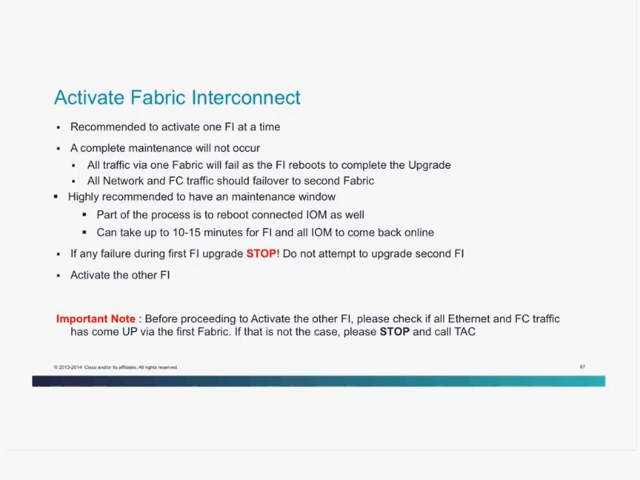 Activate Fabric Interconnect
▪ Recommended to activate one FI at a time
▪ A complete maintenance will not occur
▪ All traffic via one Fabric will fail as the FI reboots to complete the Upgrade
▪ All Network and FC traffic should failover to second Fabric
▪ Highly recommended to have an maintenance window
▪ Part of the process is to reboot connected IOM as well
▪ Can take up to 10-15 minutes for FI and all IOM to come back online
▪ If any failure during first FI upgrade STOP! Do not attempt to upgrade second FI
▪ Activate the other FI
Important Note : Before proceeding to Activate the other FI, please check if all Ethernet and FC traffic
has come UP via the first Fabric. If that is not the case, please STOP and call TAC
© 2013-2014 Cisco and/or its affiliates. All rights reserved.
47